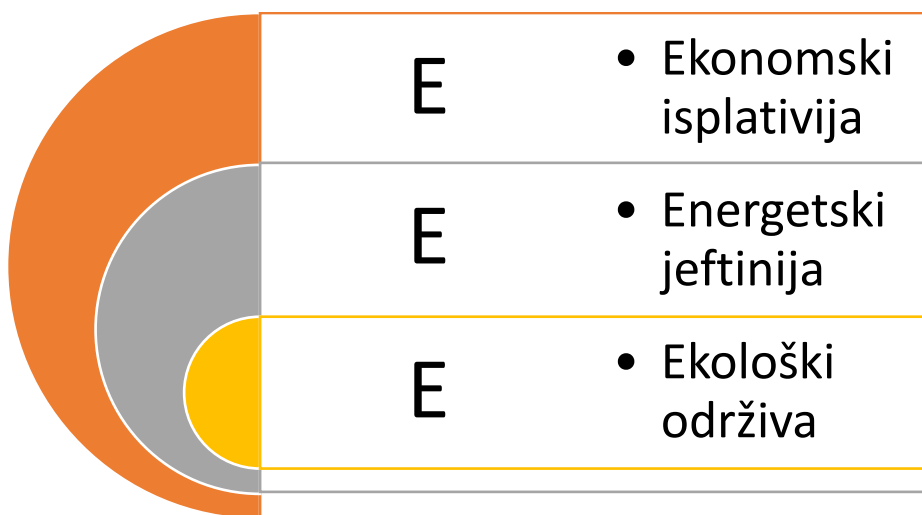 E
• Ekonomski
isplativija
E
• Energetski
jeftinija
E
• Ekološki
održiva